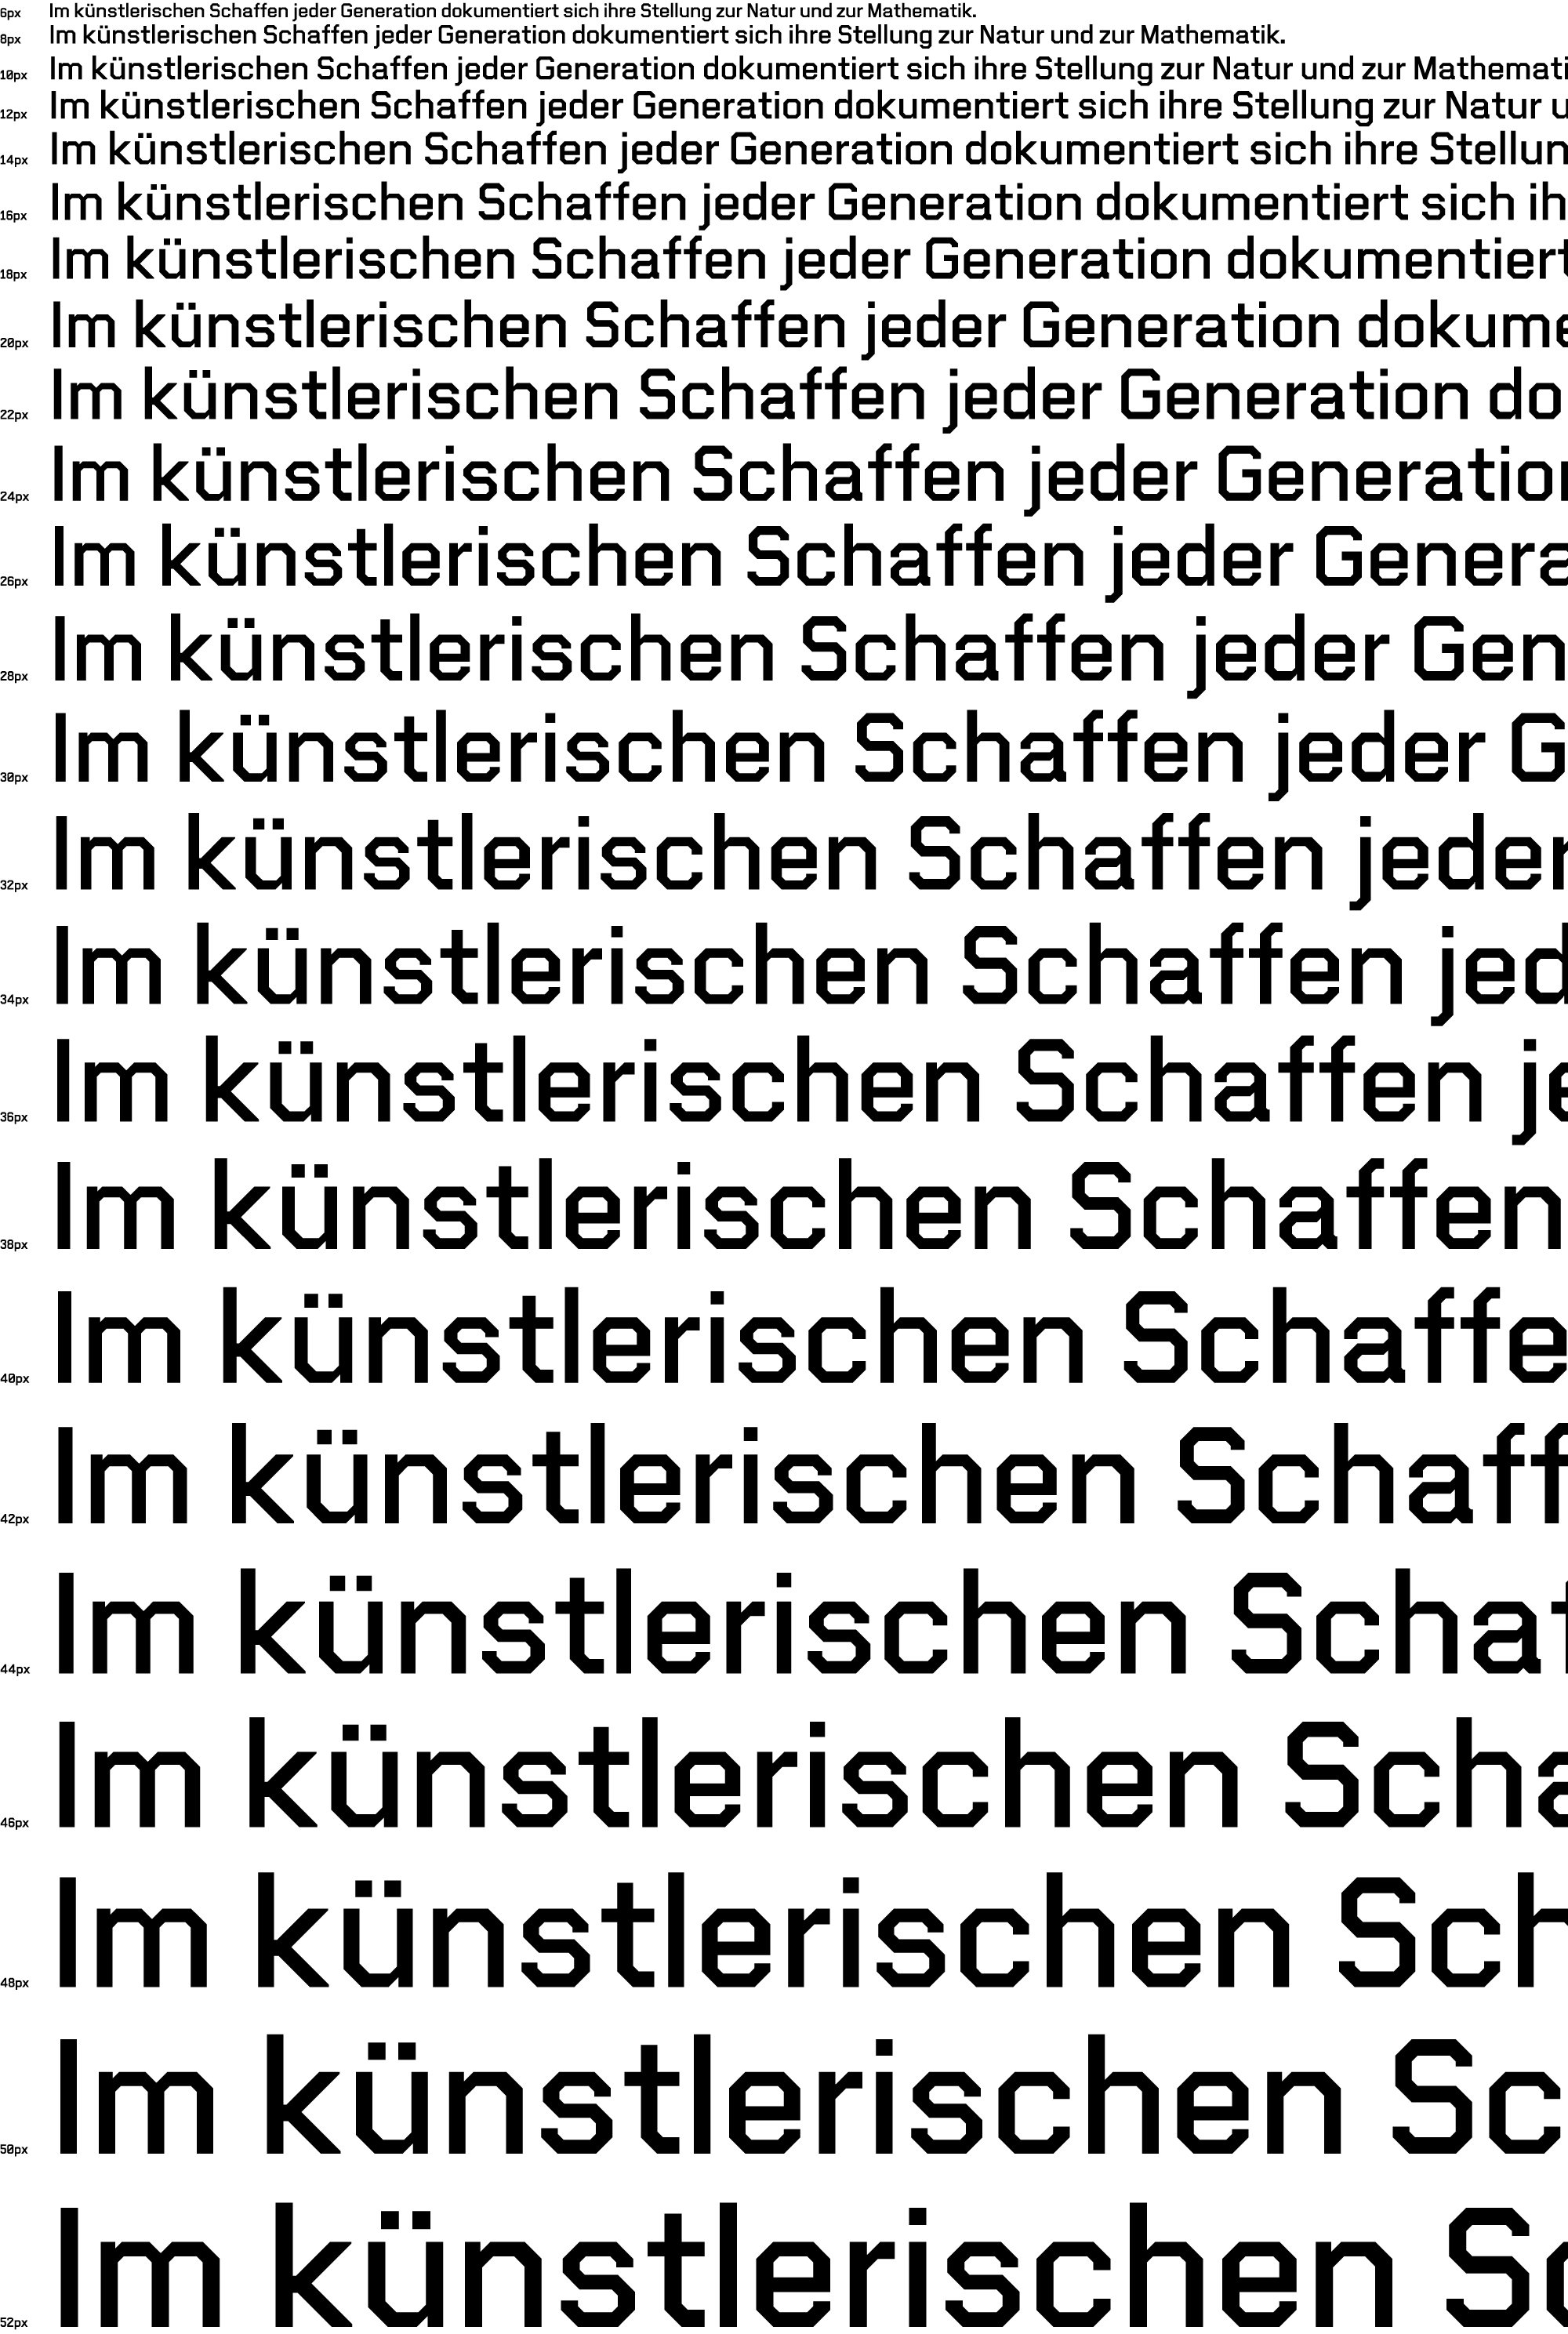 6px Im künstlerischen Schaffen jeder Generation dokumentiert sich ihre Stellung zur Natur und zur Mathematik.
8px Im künstlerischen Schaffen jeder Generation dokumentiert sich ihre Stellung zur Natur und zur Mathematik.
10px Im künstlerischen Schaffen jeder Generation dokumentiert sich ihre Stellung zur Natur und zur Mathemati
12px Im künstlerischen Schaffen jeder Generation dokumentiert sich ihre Stellung zur Natur u
14px Im künstlerischen Schaffen jeder Generation dokumentiert sich ihre Stellun
16px Im künstlerischen Schaffen jeder Generation dokumentiert sich ih
18px Im künstlerischen Schaffen jeder Generation dokumentiert
20px Im künstlerischen Schaffen jeder Generation dokume
22px Im künstlerischen Schaffen jeder Generation do
24px Im künstlerischen Schaffen jeder Generation
26px Im künstlerischen Schaffen jeder Genera
28px Im künstlerischen Schaffen jeder Gen
30px Im künstlerischen Schaffen jeder G
32px Im künstlerischen Schaffen jeder
34px Im künstlerischen Schaffen jed
36px Im künstlerischen Schaffen je
38px Im künstlerischen Schaffen
40px Im künstlerischen Schaffe
42px Im künstlerischen Schaff
44px Im künstlerischen Schaf
46px Im künstlerischen Scha
48px Im künstlerischen Sch
50px Im künstlerischen Sc
52px Im künstlerischen Sc